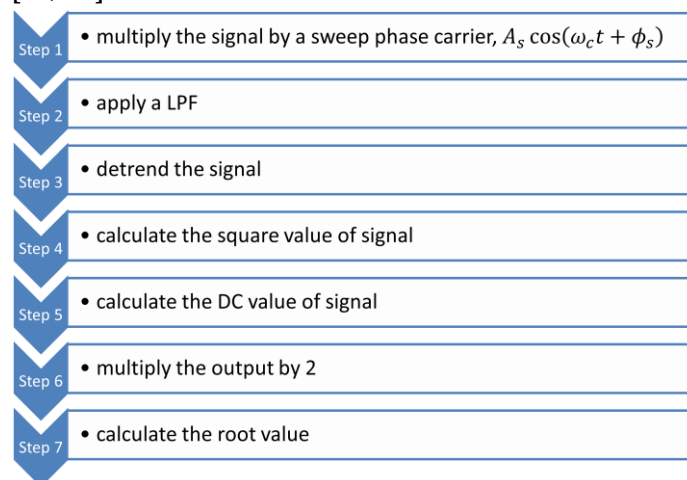 Step 1 • multiply the signal by a sweep phase carrier, $A_s \cos(\omega_c t + \phi_s)$
Step 2 • apply a LPF
Step 3 • detrend the signal
Step 4 • calculate the square value of signal
Step 5 • calculate the DC value of signal
Step 6 • multiply the output by 2
Step 7 • calculate the root value